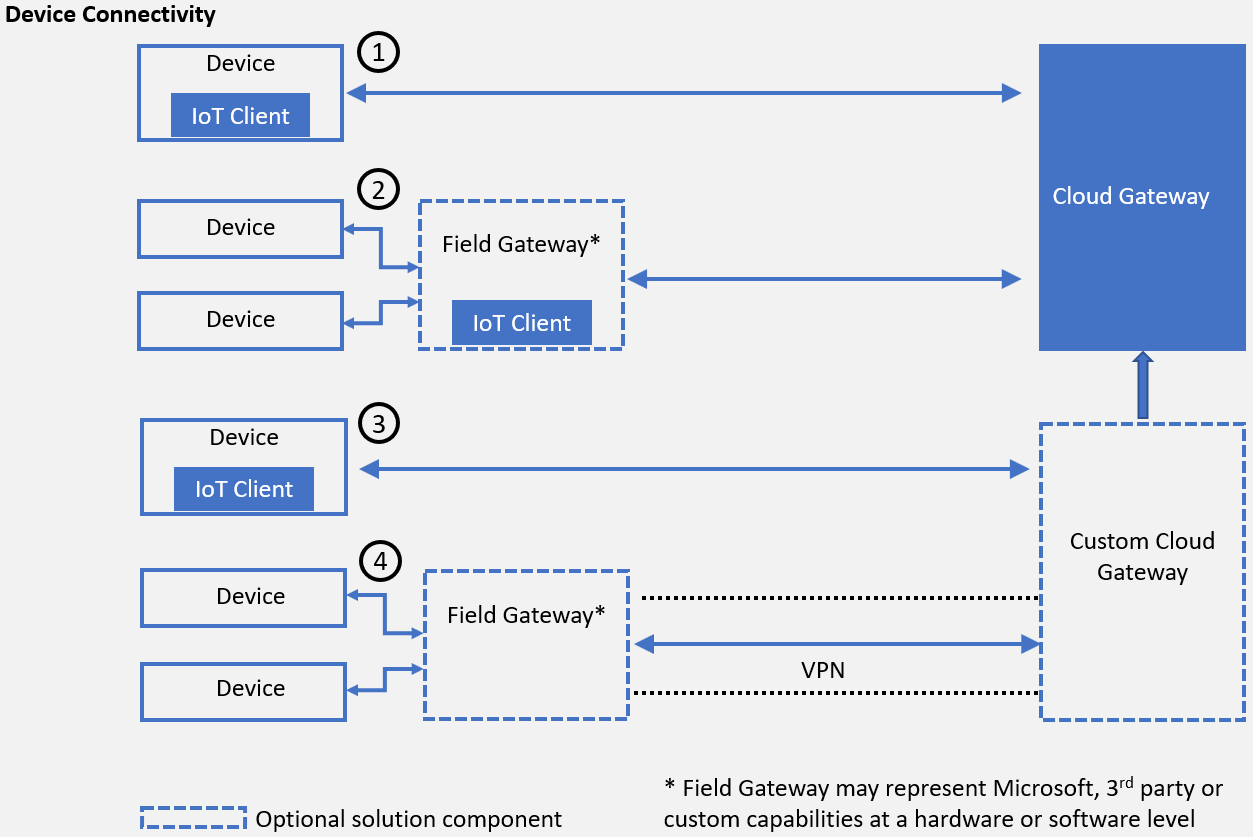 Device Connectivity
1
Device
IoT Client
Cloud Gateway
2
Device
Device
Field Gateway*
IoT Client
3
Device
IoT Client
Custom Cloud
Gateway
4
Device
Device
Field Gateway*
VPN
* Field Gateway may represent Microsoft, 3rd party or
custom capabilities at a hardware or software level
Optional solution component